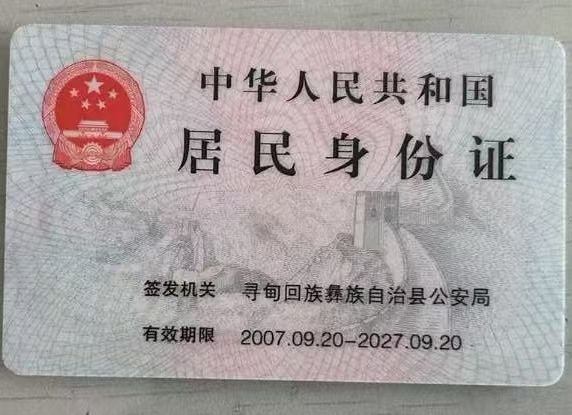 中华人民共和国
居民身份证
签发机关 寻甸回族彝族自治县公安局
有效期限 2007.09.20-2027.09.20